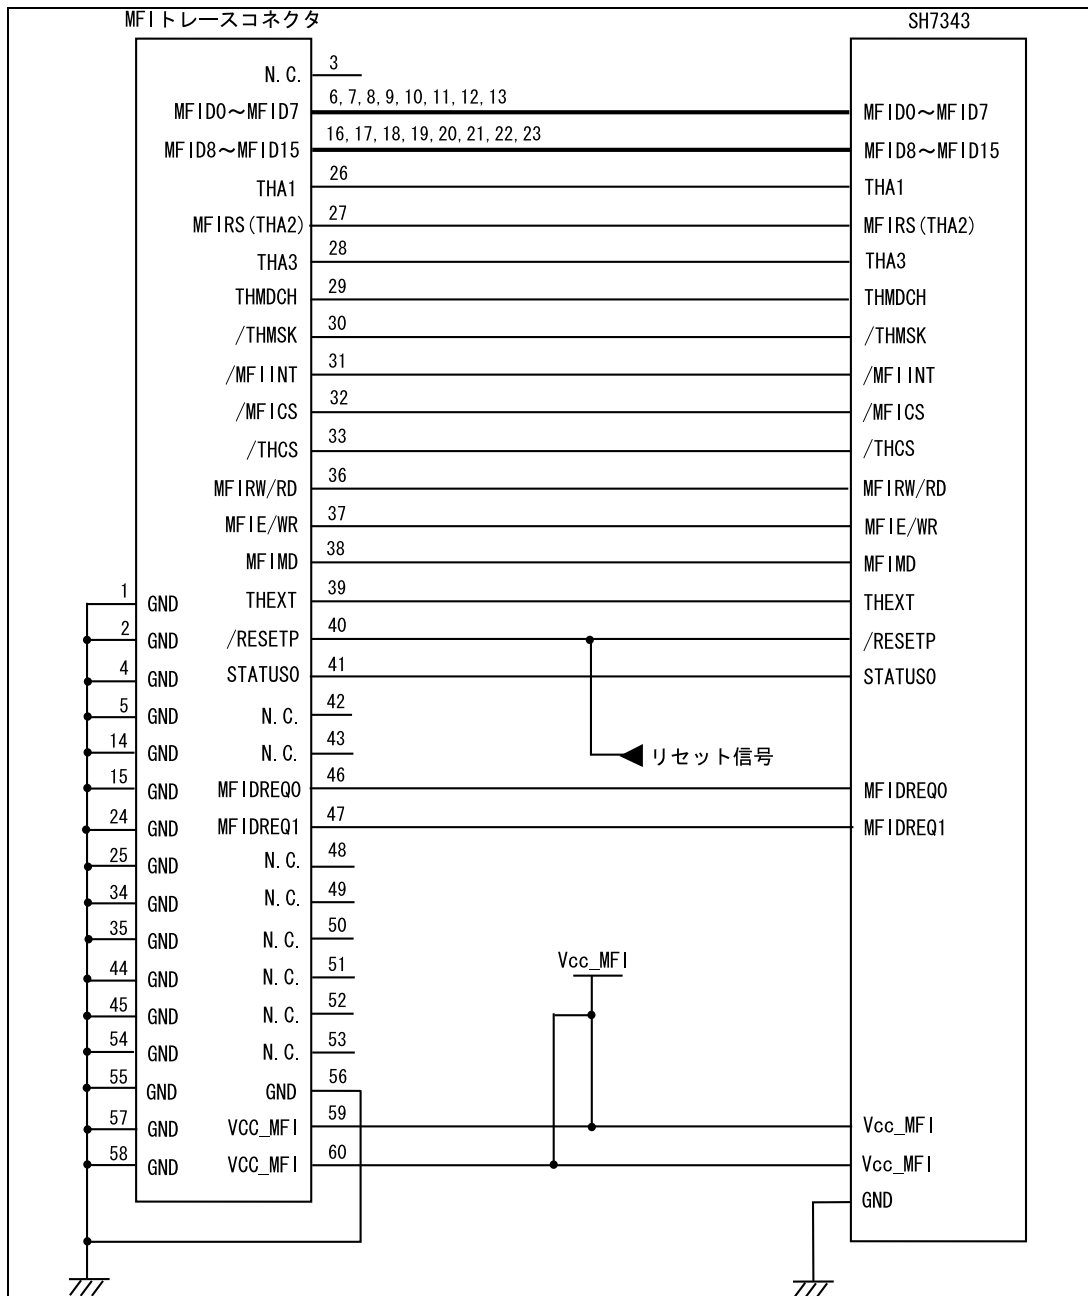 MFIトレースコネクタ SH7343
N.C. 3
MFID0～MFID7 6, 7, 8, 9, 10, 11, 12, 13 MFID0～MFID7
MFID8～MFID15 16, 17, 18, 19, 20, 21, 22, 23 MFID8～MFID15
THA1 26 THA1
MFIRS(THA2) 27 MFIRS(THA2)
THA3 28 THA3
THMDCH 29 THMDCH
/THMSK 30 /THMSK
/MFIINT 31 /MFIINT
/MFICS 32 /MFICS
/THCS 33 /THCS
MFIRW/RD 36 MFIRW/RD
MFIE/WR 37 MFIE/WR
MFIMD 38 MFIMD
1 GND THEXT 39 THEXT
2 GND /RESETP 40 /RESETP
4 GND STATUS0 41 STATUS0
5 GND N.C. 42
14 GND N.C. 43
リセット信号
15 GND MFIDREQ0 46 MFIDREQ0
24 GND MFIDREQ1 47 MFIDREQ1
25 GND N.C. 48
34 GND N.C. 49
35 GND N.C. 50
Vcc_MFI
44 GND N.C. 51
45 GND N.C. 52
54 GND N.C. 53
55 GND GND 56
57 GND VCC_MFI 59 Vcc_MFI
58 GND VCC_MFI 60 Vcc_MFI
GND